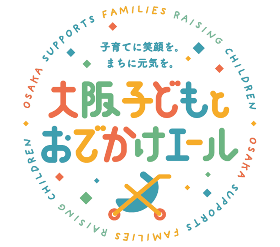 OSAKA SUPPORTS FAMILIES RAISING CHILDREN
子育てに笑顔を。
まちに元気を。
大阪子どもと
おでかけエール
OSAKA SUPPORTS FAMILIES RAISING CHILDREN